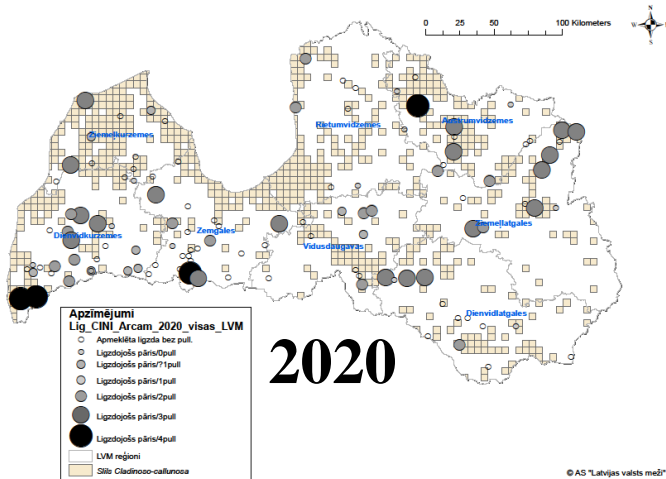 0 25 50 100 Kilometers
N
W E
S
Ziemeļkurzemes
Rietumvidzemes
Austrumvidzemes
Dienvidkurzemes
Zemgales
Vidusdaugavas
Ziemeļlatgales
Dienvidlatgales
2020
Apzīmējumi
Lig_CINI_Arcam_2020_visas_LVM
Apmeklēta ligzda bez pull.
Ligzdojošs pāris/0pull
Ligzdojošs pāris/?1pull
Ligzdojošs pāris/1pull
Ligzdojošs pāris/2pull
Ligzdojošs pāris/3pull
Ligzdojošs pāris/4pull
LVM reģioni
Sils Cladinoso-callunosa
© AS "Latvijas valsts meži"